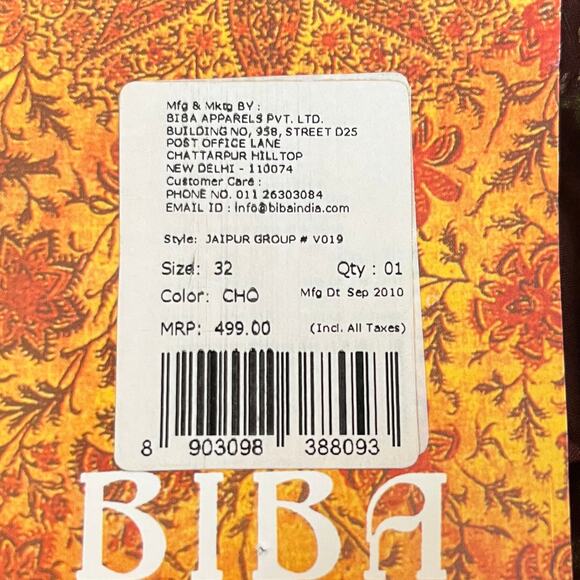 Mfg & Mktg BY :
BIBA APPARELS PVT. LTD.
BUILDING NO, 958, STREET D25
POST OFFICE LANE
CHATTARPUR HILLTOP
NEW DELHI - 110074
Customer Care :
PHONE NO. 011 26303084
EMAIL ID : info@bibaindia.com
Style: JAIPUR GROUP # V019
Size: 32 Qty : 01
Color: CHO Mfg Dt Sep 2010
MRP: 499.00 (Incl. All Taxes)
8 903098 388093
BIBA